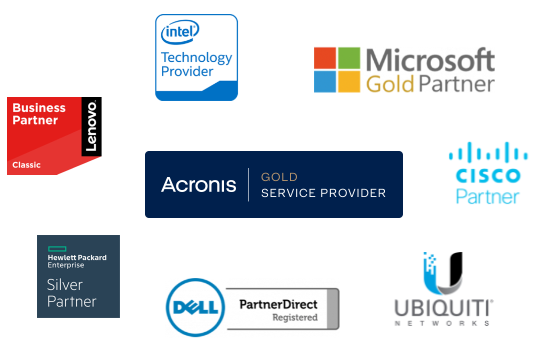 intel
Technology
Provider
Microsoft
Gold Partner
Business
Partner
Lenovo
Classic
Acronis
GOLD
SERVICE PROVIDER
CISCO
Partner
Hewlett Packard
Enterprise
Silver
Partner
DELL
PartnerDirect
Registered
UBIQUITI
NETWORKS